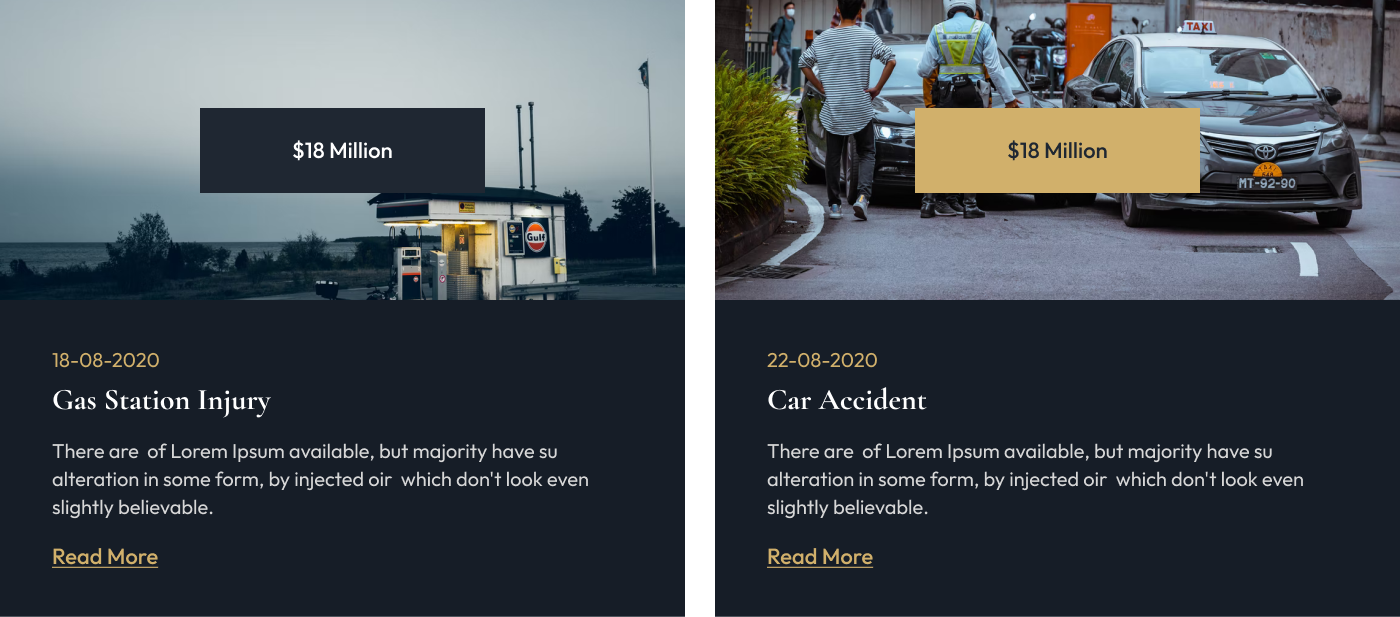 $18 Million
Gulf
18-08-2020
Gas Station Injury
There are  of Lorem Ipsum available, but majority have su
alteration in some form, by injected oir  which don't look even
slightly believable.
Read More
TAXI
$18 Million
MT-92-90
22-08-2020
Car Accident
There are  of Lorem Ipsum available, but majority have su
alteration in some form, by injected oir  which don't look even
slightly believable.
Read More